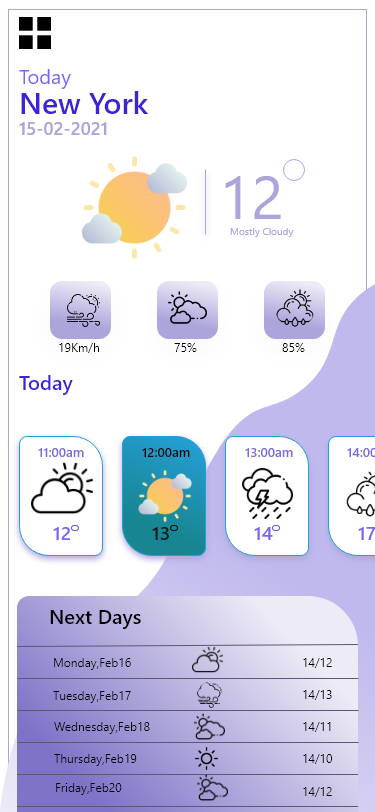 Today
New York
15-02-2021
12°
Mostly Cloudy
19Km/h 75% 85%
Today
11:00am 12:00am 13:00am 14:00
12° 13° 14° 17
Next Days
Monday,Feb16 14/12
Tuesday,Feb17 14/13
Wednesday,Feb18 14/11
Thursday,Feb19 14/10
Friday,Feb20 14/12